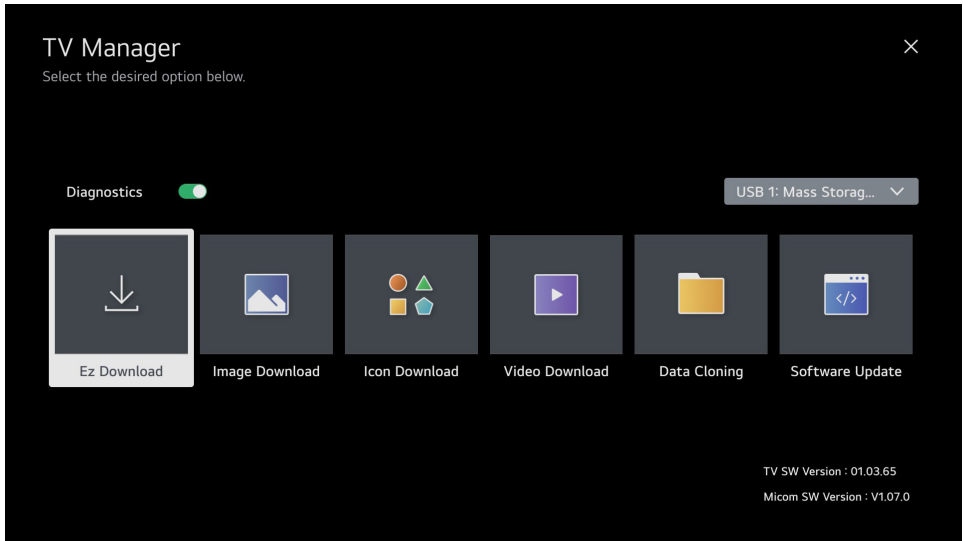 TV Manager
Select the desired option below.
Diagnostics
USB 1: Mass Storag...
Ez Download
Image Download
Icon Download
Video Download
Data Cloning
Software Update
TV SW Version : 01.03.65
Micom SW Version : V1.07.0